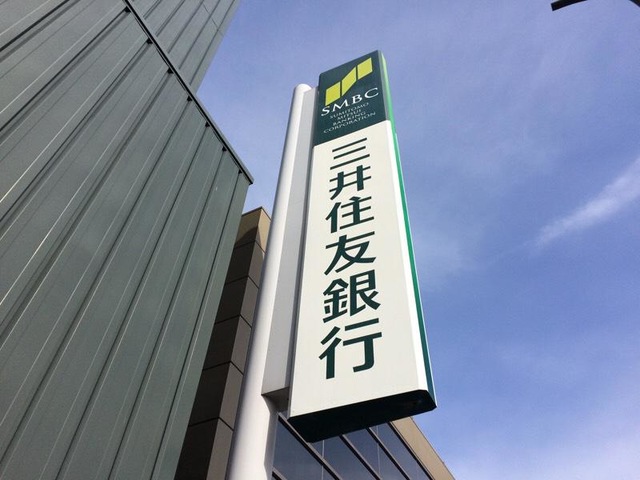 SMBC
SUMITOMO
MITSUI
BANKING
CORPORATION
三井住友銀行